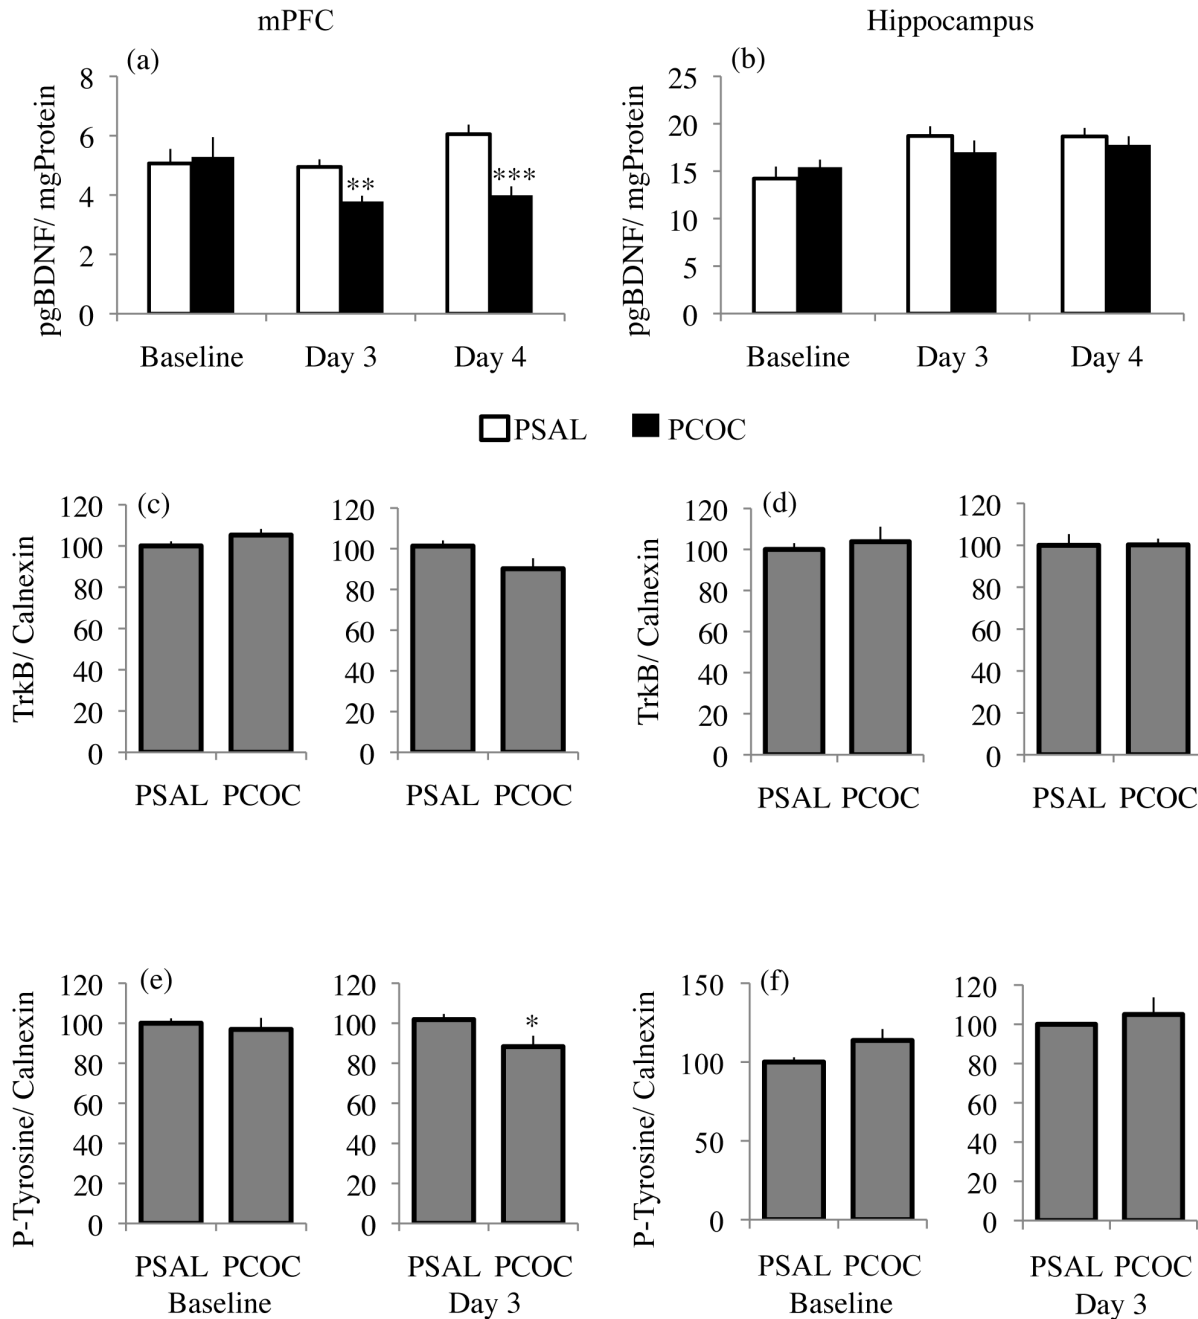 mPFC
Hippocampus
(a)
(b)
pgBDNF/ mgProtein
8
6
4
2
0
**
***
Baseline
Day 3
Day 4
pgBDNF/ mgProtein
25
20
15
10
5
0
Baseline
Day 3
Day 4
PSAL
PCOC
(c)
TrkB/ Calnexin
120
100
80
60
40
20
0
PSAL PCOC
120
100
80
60
40
20
0
PSAL PCOC
(d)
TrkB/ Calnexin
120
100
80
60
40
20
0
PSAL PCOC
120
100
80
60
40
20
0
PSAL PCOC
(e)
P-Tyrosine/ Calnexin
120
100
80
60
40
20
0
PSAL PCOC
Baseline
120
100
80
60
40
20
0
*
PSAL PCOC
Day 3
(f)
P-Tyrosine/ Calnexin
150
100
50
0
PSAL PCOC
Baseline
120
100
80
60
40
20
0
PSAL PCOC
Day 3